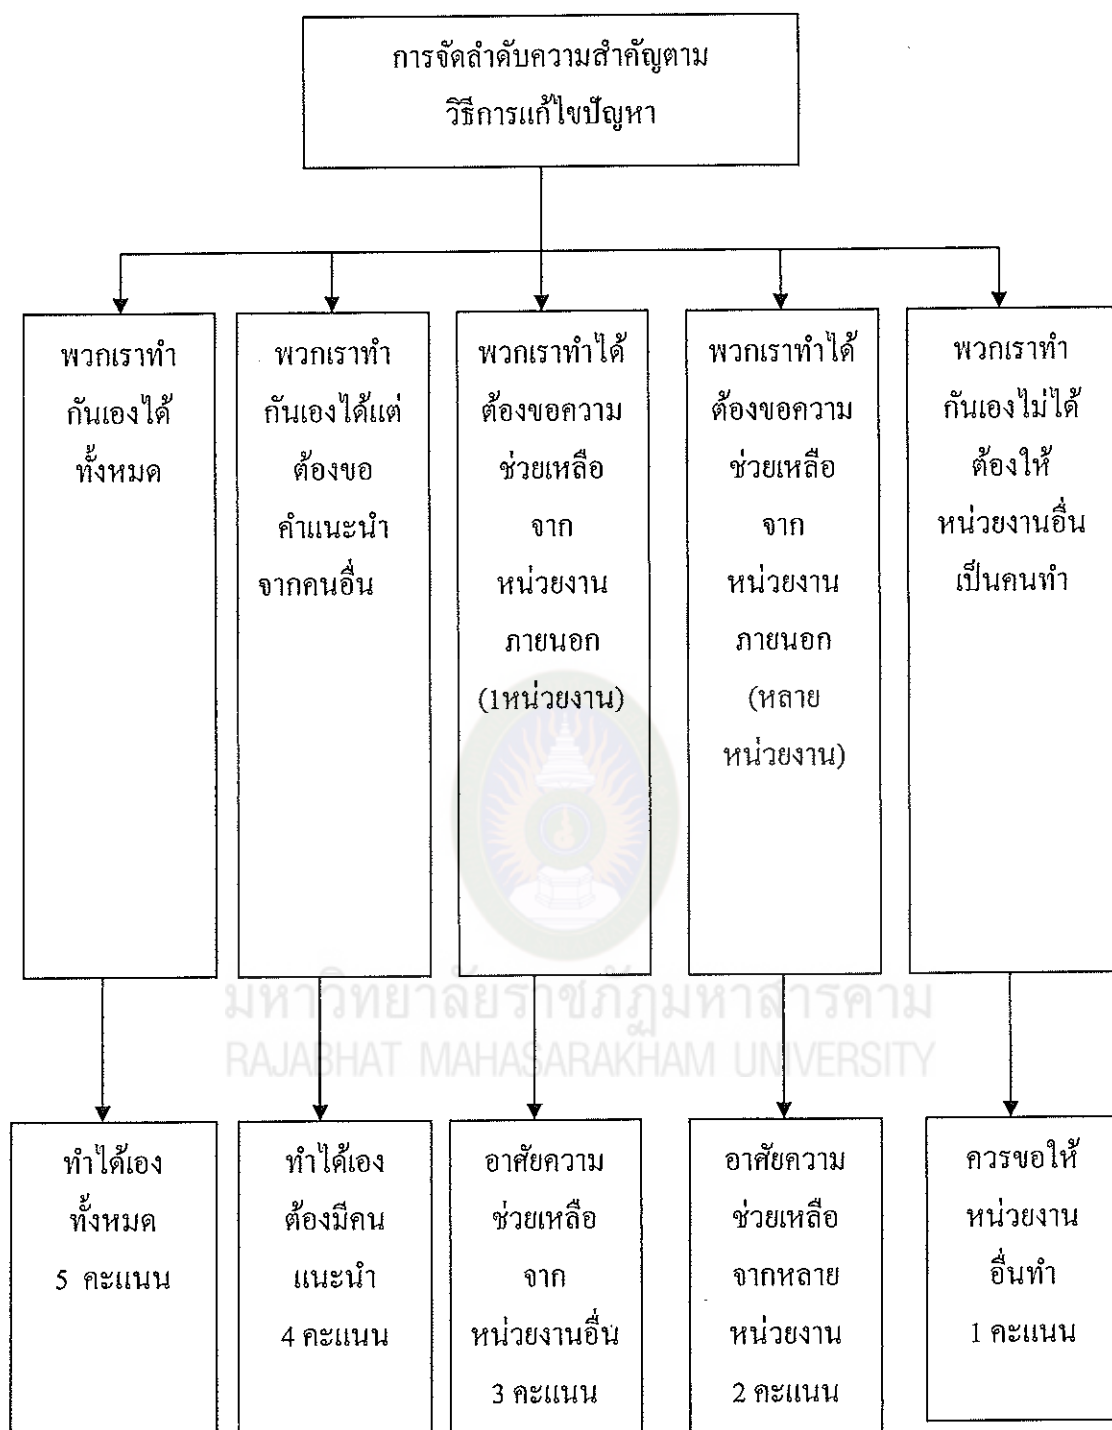 การจัดลำดับความสำคัญตาม
วิธีการแก้ไขปัญหา
พวกเราทำ
กันเองได้
ทั้งหมด
พวกเราทำ
กันเองได้แต่
ต้องขอ
คำแนะนำ
จากคนอื่น
พวกเราทำได้
ต้องขอความ
ช่วยเหลือ
จาก
หน่วยงาน
ภายนอก
(1หน่วยงาน)
พวกเราทำได้
ต้องขอความ
ช่วยเหลือ
จาก
หน่วยงาน
ภายนอก
(หลาย
หน่วยงาน)
พวกเราทำ
กันเองไม่ได้
ต้องให้
หน่วยงานอื่น
เป็นคนทำ
มหาวิทยาลัยราชภัฏมหาสารคาม
RAJABHAT MAHASARAKHAM UNIVERSITY
ทำได้เอง
ทั้งหมด
5 คะแนน
ทำได้เอง
ต้องมีคน
แนะนำ
4 คะแนน
อาศัยความ
ช่วยเหลือ
จาก
หน่วยงานอื่น
3 คะแนน
อาศัยความ
ช่วยเหลือ
จากหลาย
หน่วยงาน
2 คะแนน
ควรขอให้
หน่วยงาน
อื่นทำ
1 คะแนน